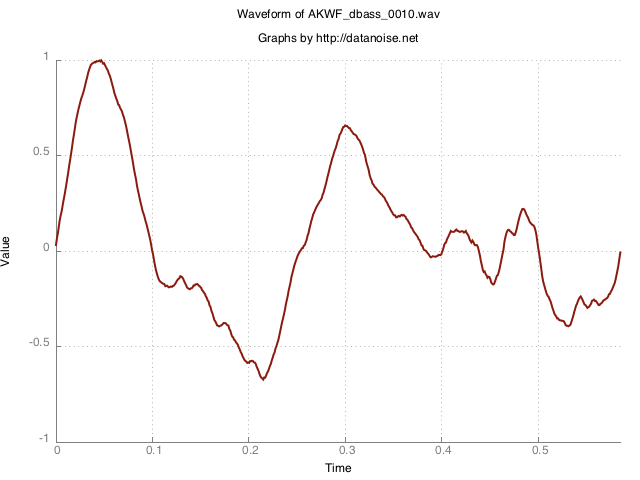 Waveform of AKWF_dbass_0010.wav
Graphs by http://datanoise.net
1
0.5
0
-0.5
-1
Value
0 0.1 0.2 0.3 0.4 0.5
Time